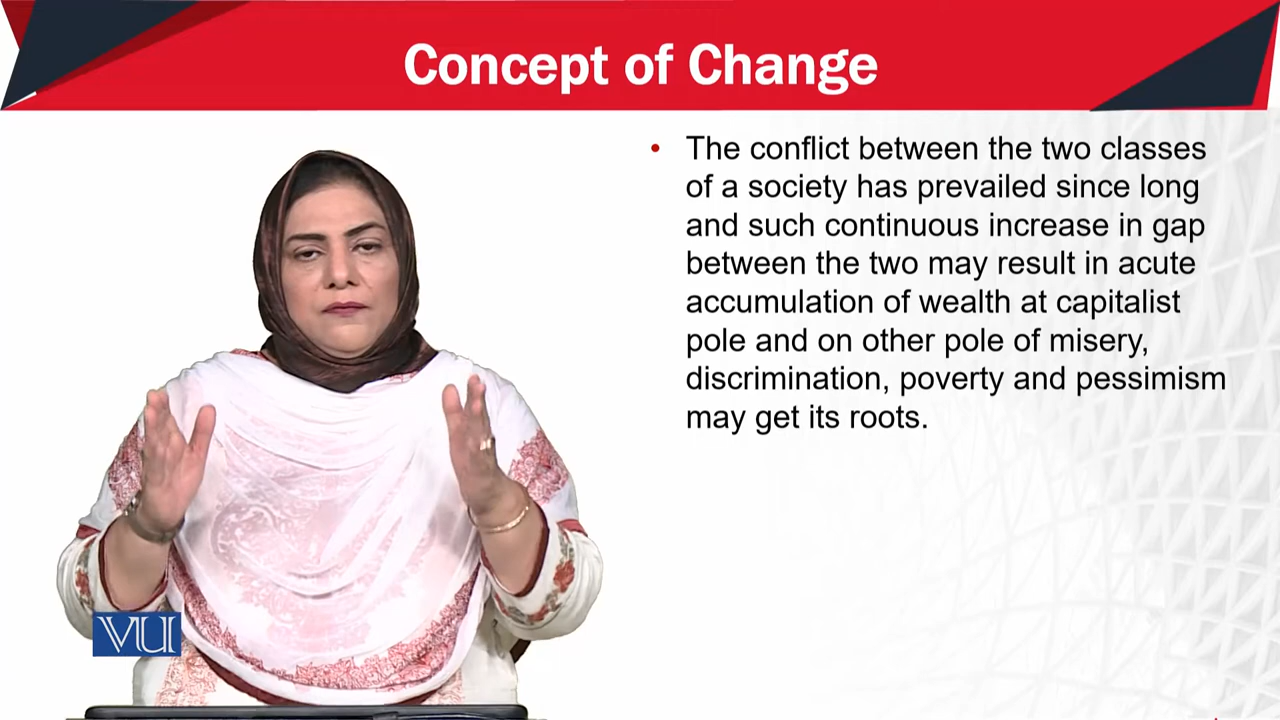 Concept of Change
• The conflict between the two classes
of a society has prevailed since long
and such continuous increase in gap
between the two may result in acute
accumulation of wealth at capitalist
pole and on other pole of misery,
discrimination, poverty and pessimism
may get its roots.
VU